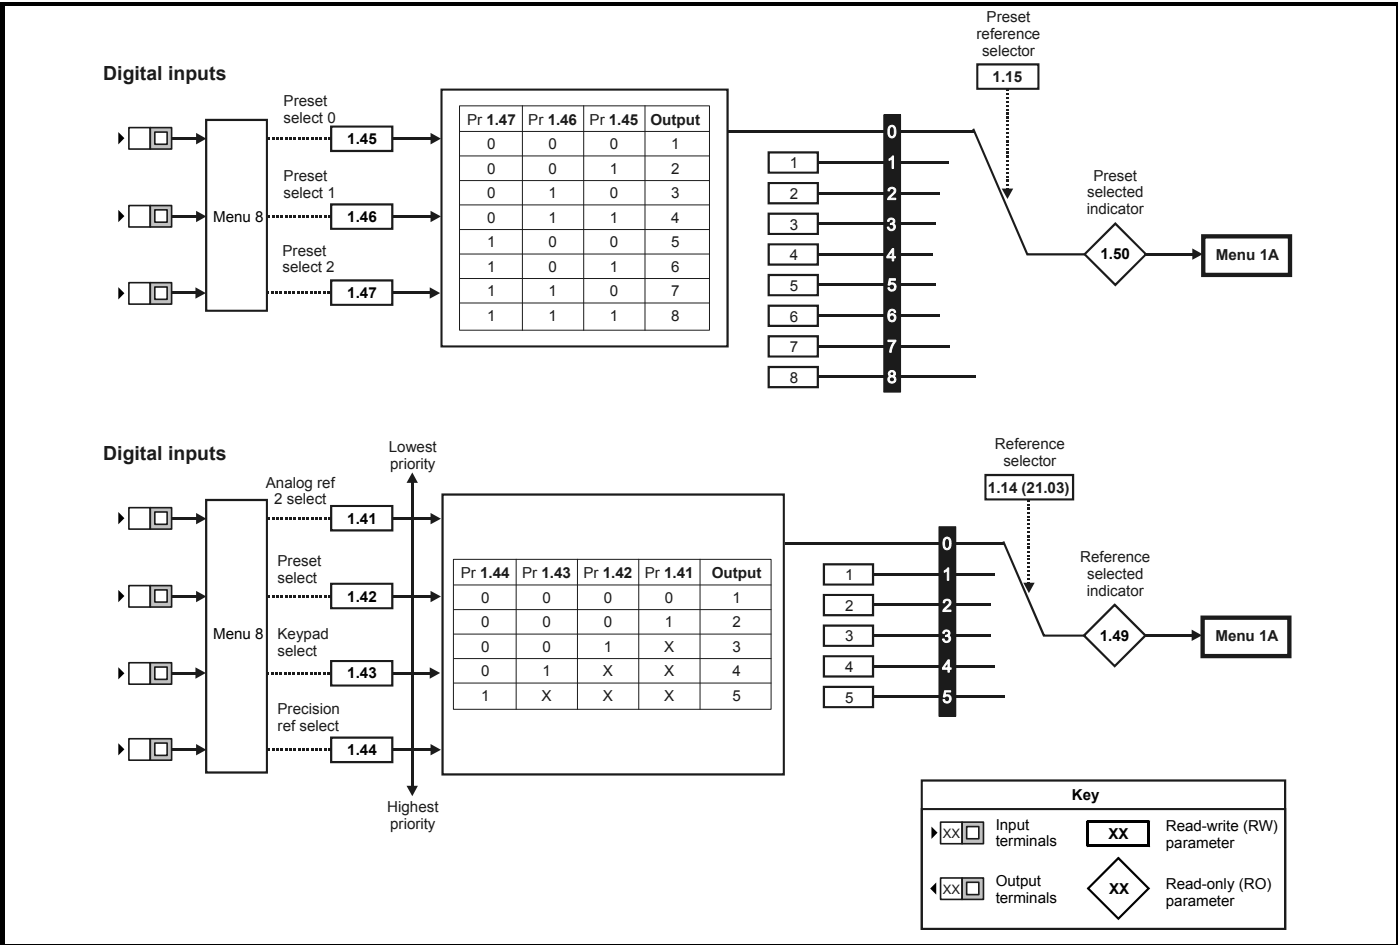 Preset
reference
selector
1.15
Digital inputs
Preset
select 0
1.45
Preset
select 1
1.46
Preset
select 2
1.47
Menu 8
Pr 1.47 Pr 1.46 Pr 1.45 Output
0 0 0 1
0 0 1 2
0 1 0 3
0 1 1 4
1 0 0 5
1 0 1 6
1 1 0 7
1 1 1 8
0
1 1
2 2
3 3
4 4
5 5
6 6
7 7
8 8
Preset
selected
indicator
1.50
Menu 1A
Digital inputs
Lowest
priority
Analog ref
2 select
1.41
Preset
select
1.42
Menu 8
Keypad
select
1.43
Precision
ref select
1.44
Highest
priority
Pr 1.44 Pr 1.43 Pr 1.42 Pr 1.41 Output
0 0 0 0 1
0 0 0 1 2
0 0 1 X 3
0 1 X X 4
1 X X X 5
Reference
selector
1.14 (21.03)
0
1 1
2 2
3 3
4 4
5 5
Reference
selected
indicator
1.49
Menu 1A
Key
XX Input
terminals
XX Read-write (RW)
parameter
XX Output
terminals
XX Read-only (RO)
parameter